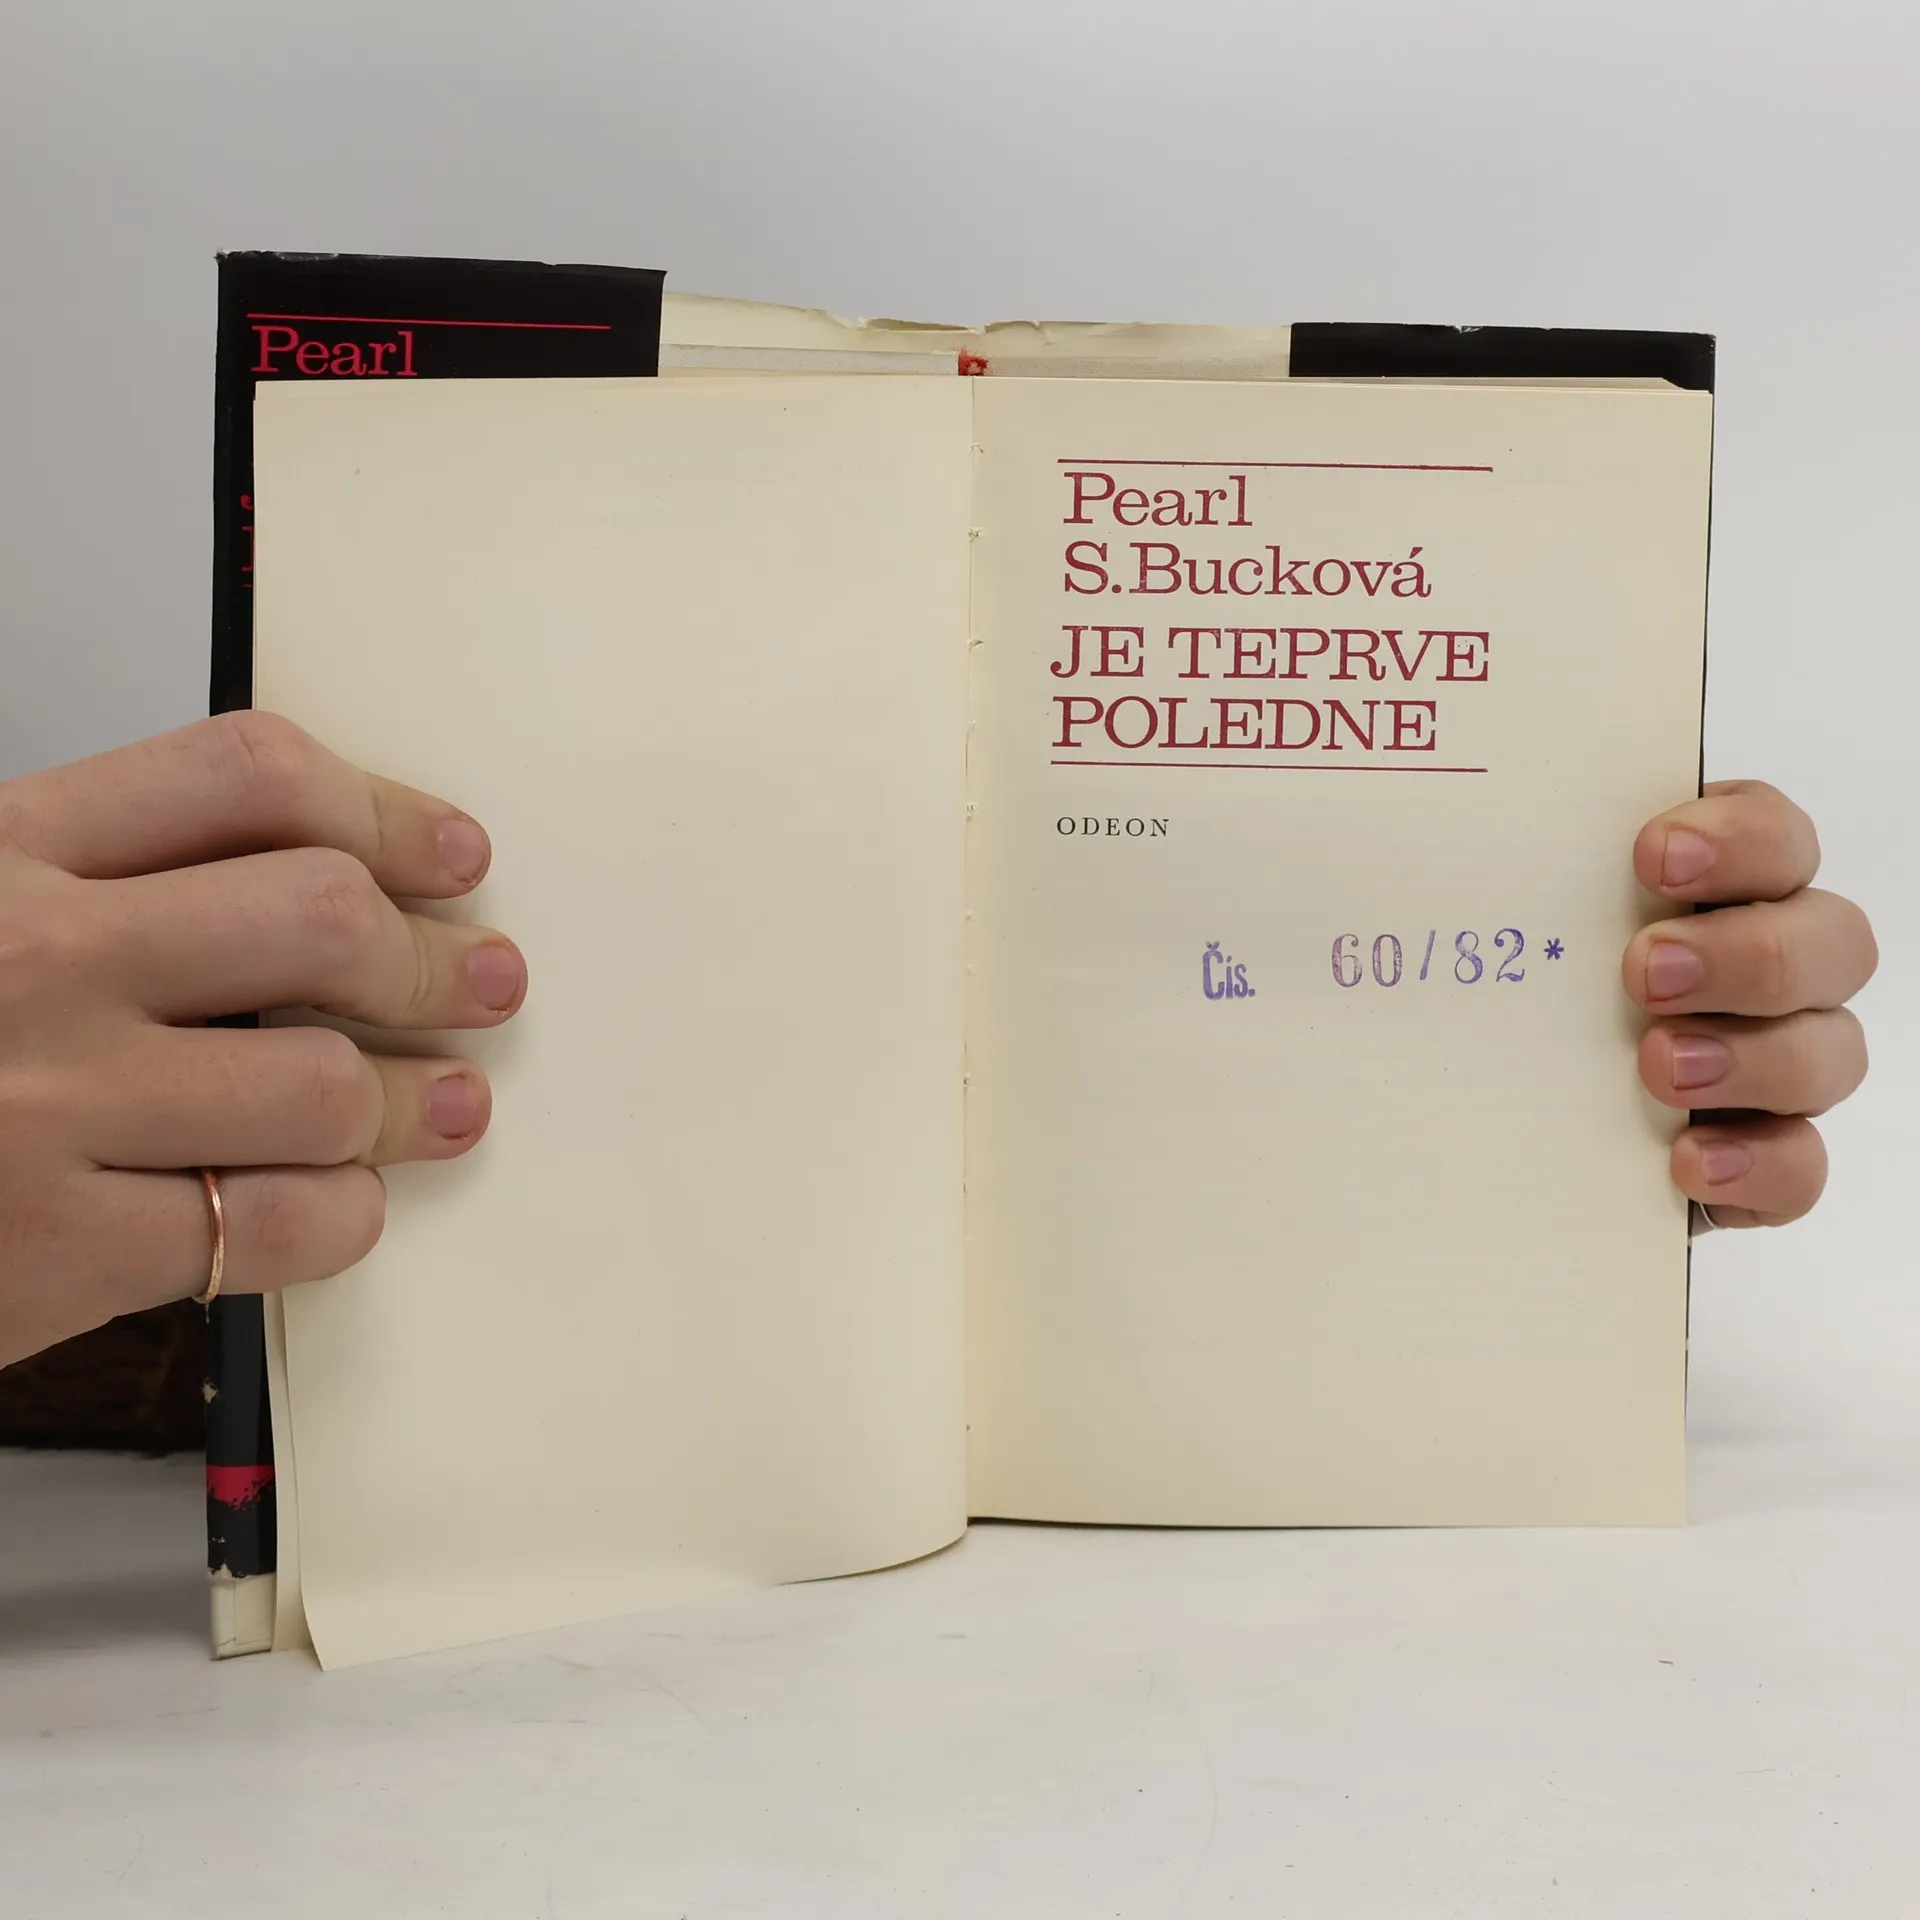 Pearl
Pearl
S. Bucková
JE TEPRVE
POLEDNE
ODEON
Čís. 60/82*